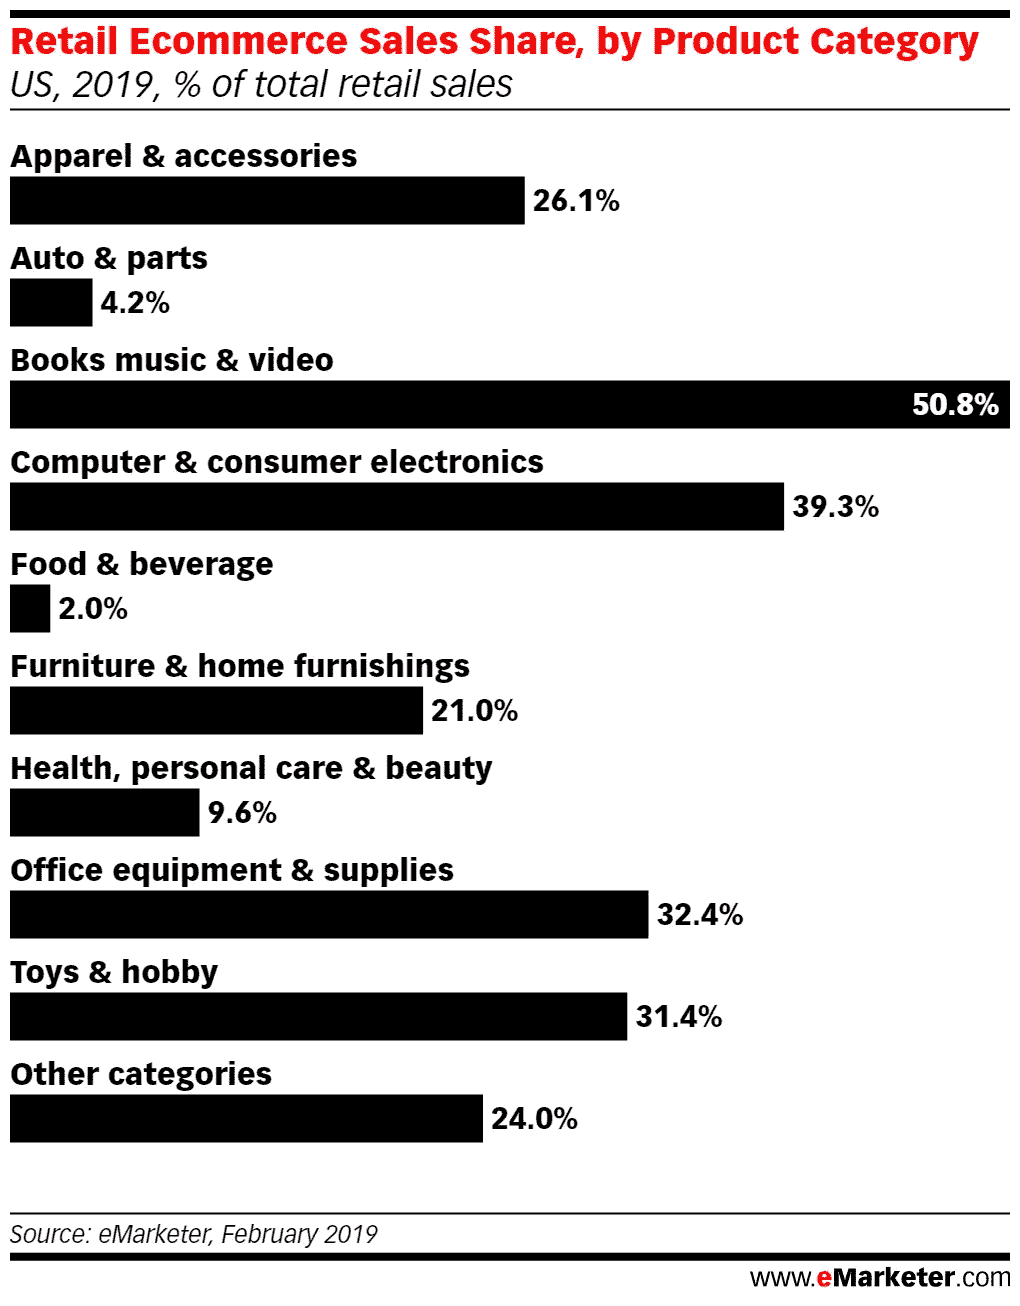 Retail Ecommerce Sales Share, by Product Category
US, 2019, % of total retail sales
Apparel & accessories
26.1%
Auto & parts
4.2%
Books music & video
50.8%
Computer & consumer electronics
39.3%
Food & beverage
2.0%
Furniture & home furnishings
21.0%
Health, personal care & beauty
9.6%
Office equipment & supplies
32.4%
Toys & hobby
31.4%
Other categories
24.0%
Source: eMarketer, February 2019
www.eMarketer.com